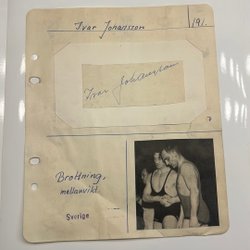 Ivar Johansson
191.
Ivar Johansson
Brottning,
mellanvikt.
Sverige